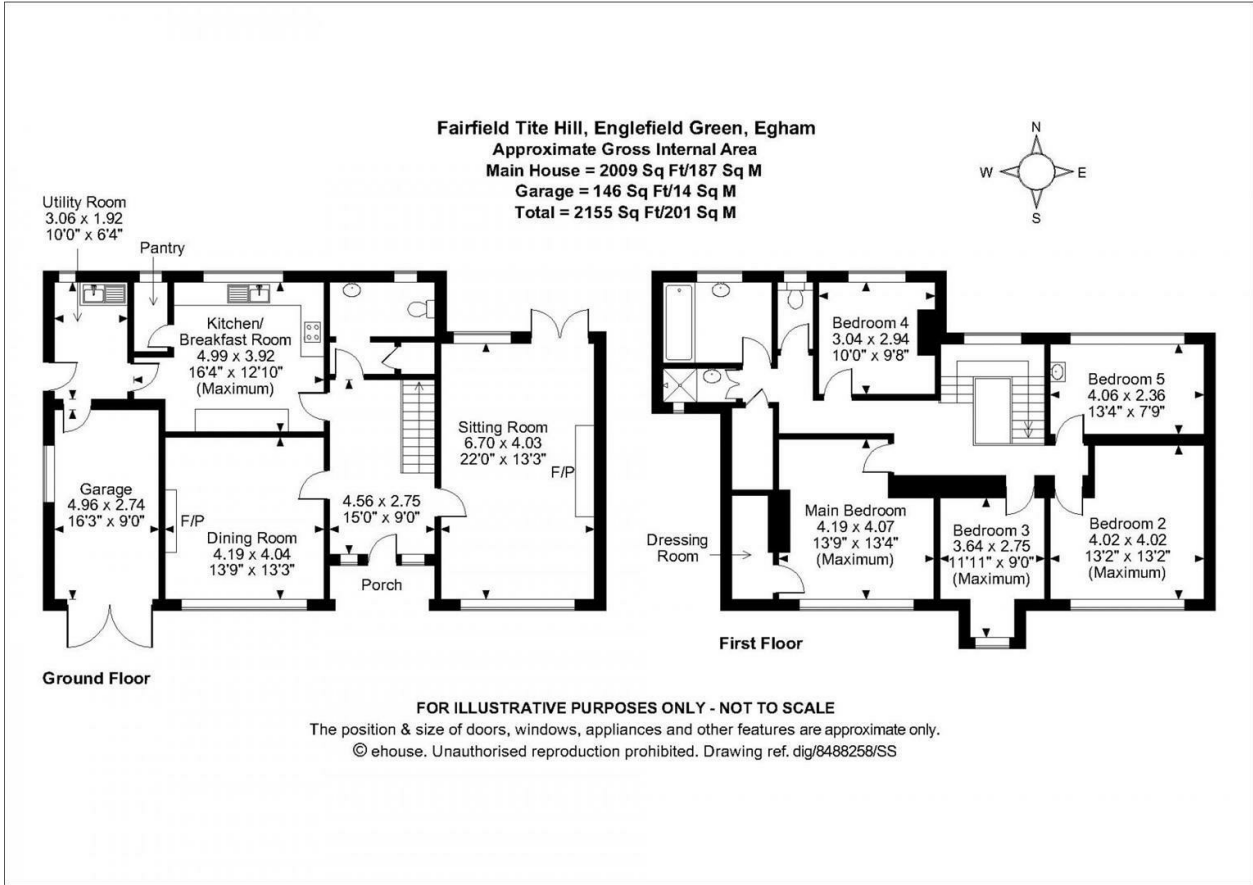 Fairfield Tite Hill, Englefield Green, Egham
Approximate Gross Internal Area
Main House = 2009 Sq Ft/187 Sq M
Garage = 146 Sq Ft/14 Sq M
Total = 2155 Sq Ft/201 Sq M
N
W
E
S
Utility Room
3.06 x 1.92
10'0" x 6'4"
Pantry
Kitchen/
Breakfast Room
4.99 x 3.92
16'4" x 12'10"
(Maximum)
Sitting Room
6.70 x 4.03
22'0" x 13'3"
F/P
Garage
4.96 x 2.74
16'3" x 9'0"
F/P
Dining Room
4.19 x 4.04
13'9" x 13'3"
4.56 x 2.75
15'0" x 9'0"
Porch
Ground Floor
Bedroom 4
3.04 x 2.94
10'0" x 9'8"
Bedroom 5
4.06 x 2.36
13'4" x 7'9"
Dressing
Room
Main Bedroom
4.19 x 4.07
13'9" x 13'4"
(Maximum)
Bedroom 3
3.64 x 2.75
11'11" x 9'0"
(Maximum)
Bedroom 2
4.02 x 4.02
13'2" x 13'2"
(Maximum)
First Floor
FOR ILLUSTRATIVE PURPOSES ONLY - NOT TO SCALE
The position & size of doors, windows, appliances and other features are approximate only.
© ehouse. Unauthorised reproduction prohibited. Drawing ref. dig/8488258/SS